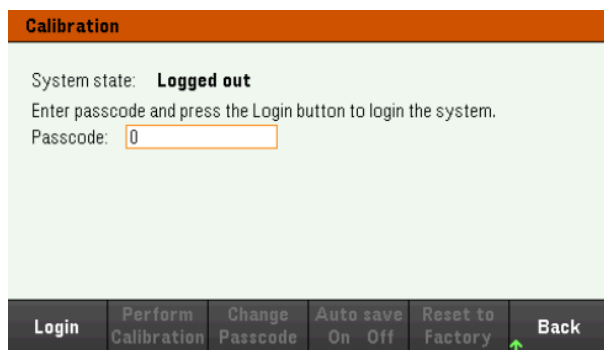 Calibration
System state: Logged out
Enter passcode and press the Login button to login the system.
Passcode: 0
Login Perform Calibration Change Passcode Auto save On Off Reset to Factory Back